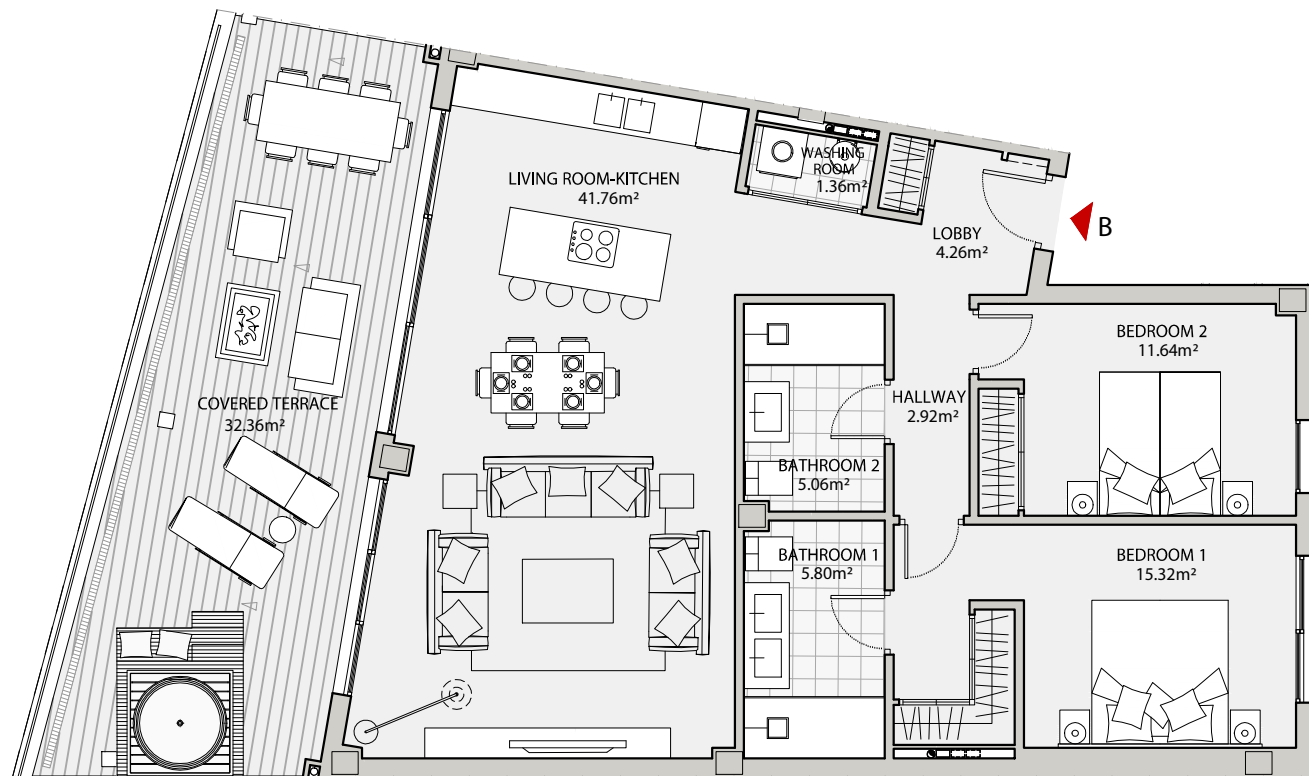 WASHING
ROOM
1.36m²
LIVING ROOM-KITCHEN
41.76m²
LOBBY
4.26m²
B
BEDROOM 2
11.64m²
COVERED TERRACE
32.36m²
HALLWAY
2.92m²
BATHROOM 2
5.06m²
BATHROOM 1
5.80m²
BEDROOM 1
15.32m²